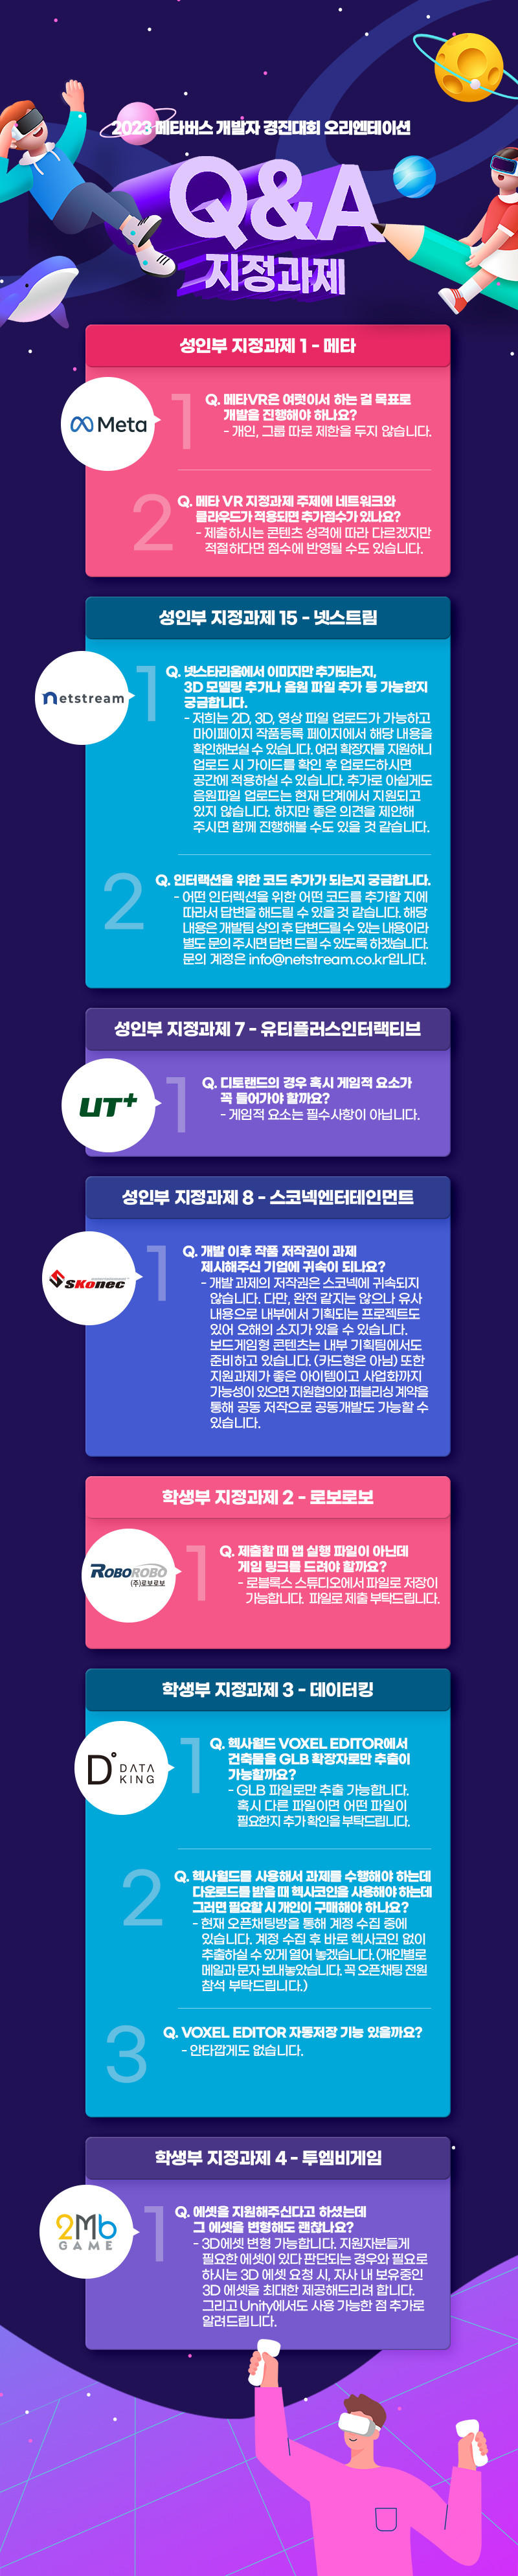 2023 메타버스 개발자 경진대회 오리엔테이션
Q&A
지정과제
성인부 지정과제 1 - 메타
Meta
1
Q. 메타VR은 여럿이서 하는 걸 목표로
개발을 진행해야 하나요?
- 개인, 그룹 따로 제한을 두지 않습니다.
2
Q. 메타 VR 지정과제 주제에 네트워크와
클라우드가 적용되면 추가점수가 있나요?
- 제출하시는 콘텐츠 성격에 따라 다르겠지만
적절하다면 점수에 반영될 수도 있습니다.
성인부 지정과제 15 - 넷스트림
netstream
1
Q. 넷스타리움에서 이미지만 추가되는지,
3D 모델링 추가나 음원 파일 추가 등 가능한지
궁금합니다.
- 저희는 2D, 3D, 영상 파일 업로드가 가능하고
마이페이지 작품등록 페이지에서 해당 내용을
확인해보실 수 있습니다. 여러 확장자를 지원하니
업로드 시 가이드를 확인 후 업로드하시면
공간에 적용하실 수 있습니다. 추가로 아쉽게도
음원파일 업로드는 현재 단계에서 지원되고
있지 않습니다. 하지만 좋은 의견을 제안해
주시면 함께 진행해볼 수도 있을 것 같습니다.
2
Q. 인터랙션을 위한 코드 추가가 되는지 궁금합니다.
- 어떤 인터렉션을 위한 어떤 코드를 추가할 지에
따라서 답변을 해드릴 수 있을 것 같습니다. 해당
내용은 개발팀 상의 후 답변드릴 수 있는 내용이라
별도 문의 주시면 답변 드릴 수 있도록 하겠습니다.
문의 계정은 info@netstream.co.kr입니다.
성인부 지정과제 7 - 유티플러스인터랙티브
UT+
1
Q. 디토랜드의 경우 혹시 게임적 요소가
꼭 들어가야 할까요?
- 게임적 요소는 필수사항이 아닙니다.
성인부 지정과제 8 - 스코넥엔터테인먼트
SKonec
1
Q. 개발 이후 작품 저작권이 과제
제시해주신 기업에 귀속이 되나요?
- 개발 과제의 저작권은 스코넥에 귀속되지
않습니다. 다만, 완전 같지는 않으나 유사
내용으로 내부에서 기획되는 프로젝트도
있어 오해의 소지가 있을 수 있습니다.
보드게임형 콘텐츠는 내부 기획팀에서도
준비하고 있습니다. (카드형은 아님) 또한
지원과제가 좋은 아이템이고 사업화까지
가능성이 있으면 지원협의와 퍼블리싱 계약을
통해 공동 저작으로 공동개발도 가능할 수
있습니다.
학생부 지정과제 2 - 로보로보
ROBOROBO
(주)로보로보
1
Q. 제출할 때 앱 실행 파일이 아닌데
게임 링크를 드려야 할까요?
- 로블록스 스튜디오에서 파일로 저장이
가능합니다. 파일로 제출 부탁드립니다.
학생부 지정과제 3 - 데이터킹
D DATA
KING
1
Q. 헥사월드 VOXEL EDITOR에서
건축물을 GLB 확장자로만 추출이
가능할까요?
- GLB 파일로만 추출 가능합니다.
혹시 다른 파일이면 어떤 파일이
필요한지 추가 확인을 부탁드립니다.
2
Q. 헥사월드를 사용해서 과제를 수행해야 하는데
다운로드를 받을 때 헥사코인을 사용해야 하는데
그러면 필요할 시 개인이 구매해야 하나요?
- 현재 오픈채팅방을 통해 계정 수집 중에
있습니다. 계정 수집 후 바로 헥사코인 없이
추출하실 수 있게 열어 놓겠습니다. (개인별로
메일과 문자 보내놓았습니다. 꼭 오픈채팅 전원
참석 부탁드립니다.)
3
Q. VOXEL EDITOR 자동저장 기능 있을까요?
- 안타깝게도 없습니다.
학생부 지정과제 4 - 투엠비게임
2Mb
GAME
1
Q. 에셋을 지원해주신다고 하셨는데
그 에셋을 변형해도 괜찮나요?
- 3D에셋 변형 가능합니다. 지원자분들게
필요한 에셋이 있다 판단되는 경우와 필요로
하시는 3D 에셋 요청 시, 자사 내 보유중인
3D 에셋을 최대한 제공해드리려 합니다.
그리고 Unity에서도 사용 가능한 점 추가로
알려드립니다.